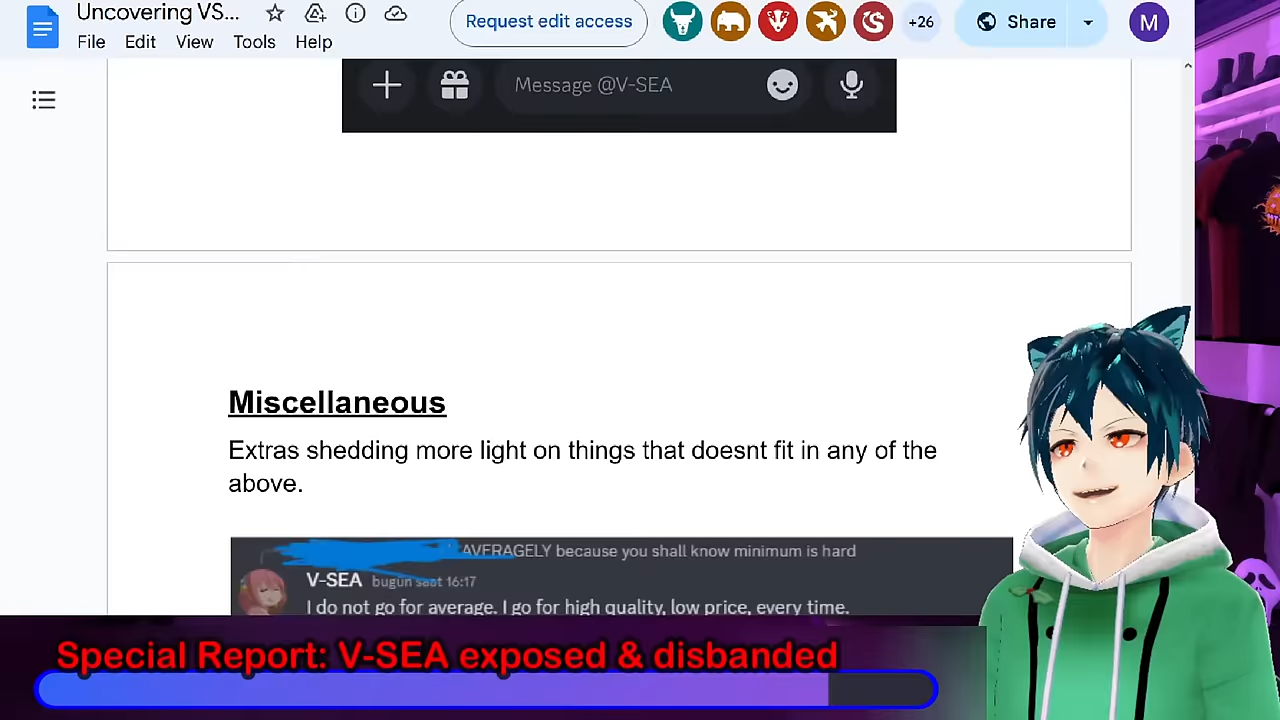 Uncovering VS...
File Edit View Tools Help
Request edit access
+26
Share
M
Message @V-SEA
Miscellaneous
Extras shedding more light on things that doesnt fit in any of the
above.
AVERAGELY because you shall know minimum is hard
V-SEA bugün saat 16:17
I do not go for average. I go for high quality, low price, every time.
Special Report: V-SEA exposed & disbanded